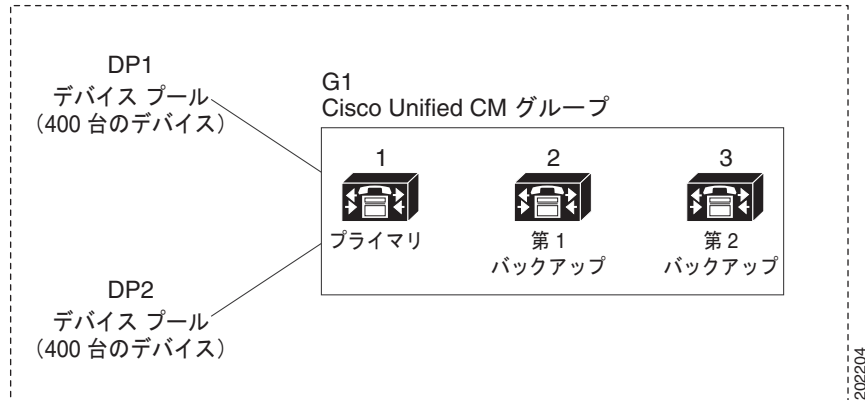 DP1
デバイス プール
（400 台のデバイス）
G1
Cisco Unified CM グループ
1
2
3
プライマリ
第 1
バックアップ
第 2
バックアップ
DP2
デバイス プール
（400 台のデバイス）
202204